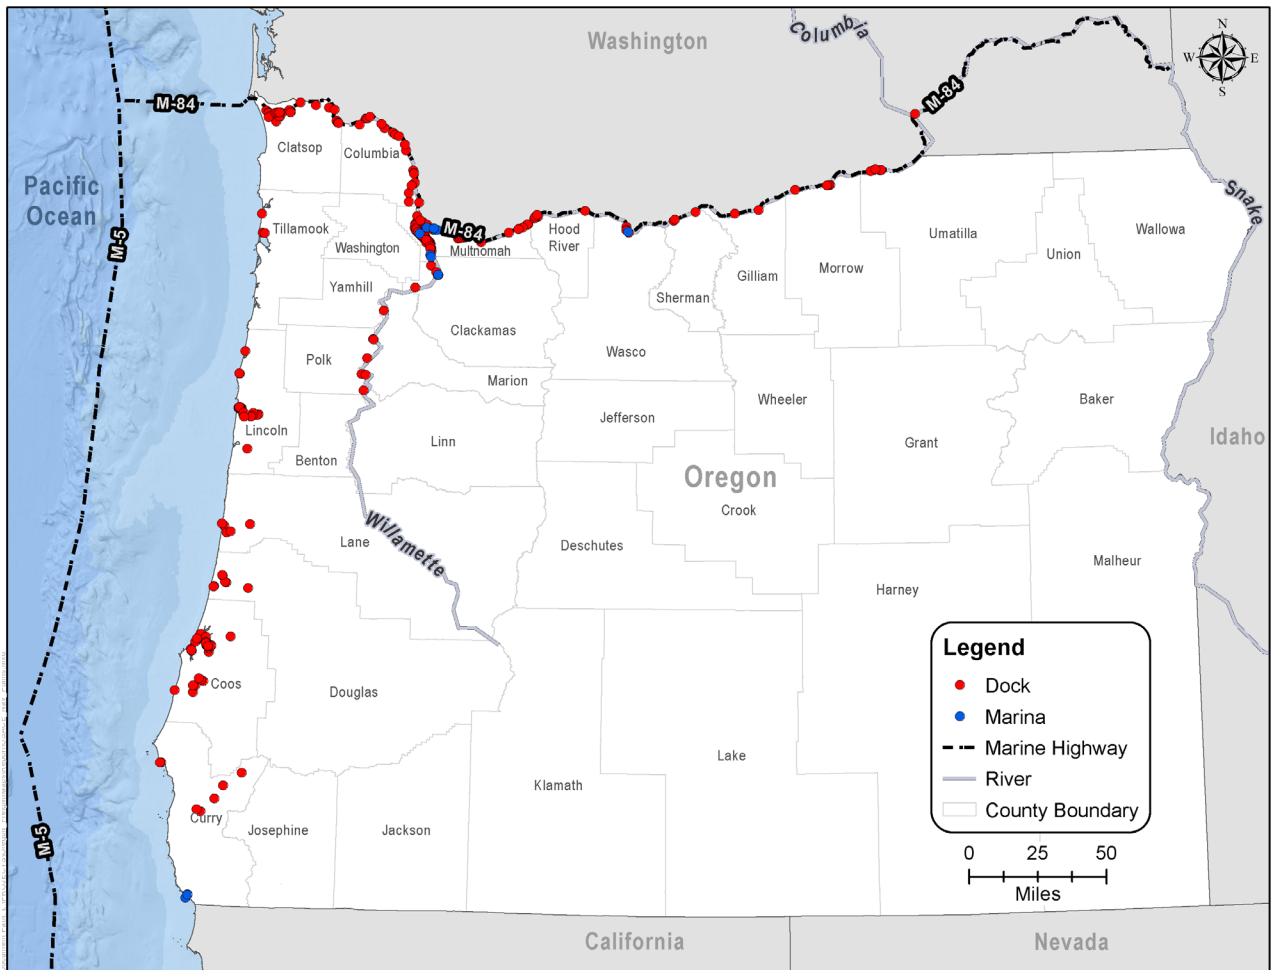 Washington
Columbia
N
W
E
S
M-84
M-84
Clatsop
Columbia
Pacific
Ocean
Snake
M-5
Tillamook
Washington
M-84
Multnomah
Hood
River
Umatilla
Union
Wallowa
Yamhill
Gilliam
Morrow
Sherman
Clackamas
Polk
Wasco
Marion
Wheeler
Baker
Jefferson
Lincoln
Linn
Grant
Idaho
Benton
Oregon
Crook
Willamette
Lane
Deschutes
Malheur
Harney
Legend
Dock
Marina
Marine Highway
River
County Boundary
Coos
Douglas
Lake
Klamath
Curry
Josephine
Jackson
M-5
0 25 50
Miles
California
Nevada